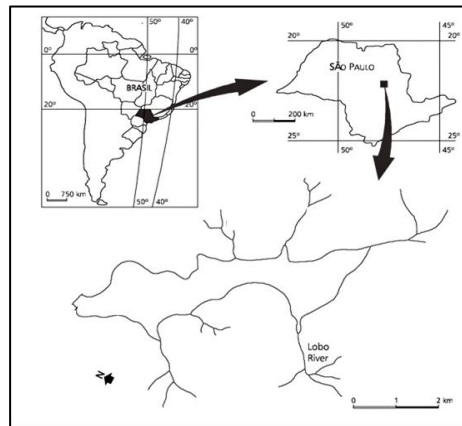 50º 40º
0º 0º
BRASIL
20º 20º
0 750 km
50º 40º
50º 45º
20º 20º
SÃO PAULO
0 200 km
25º 25º
50º 45º
Lobo
River
N
0 1 2 km